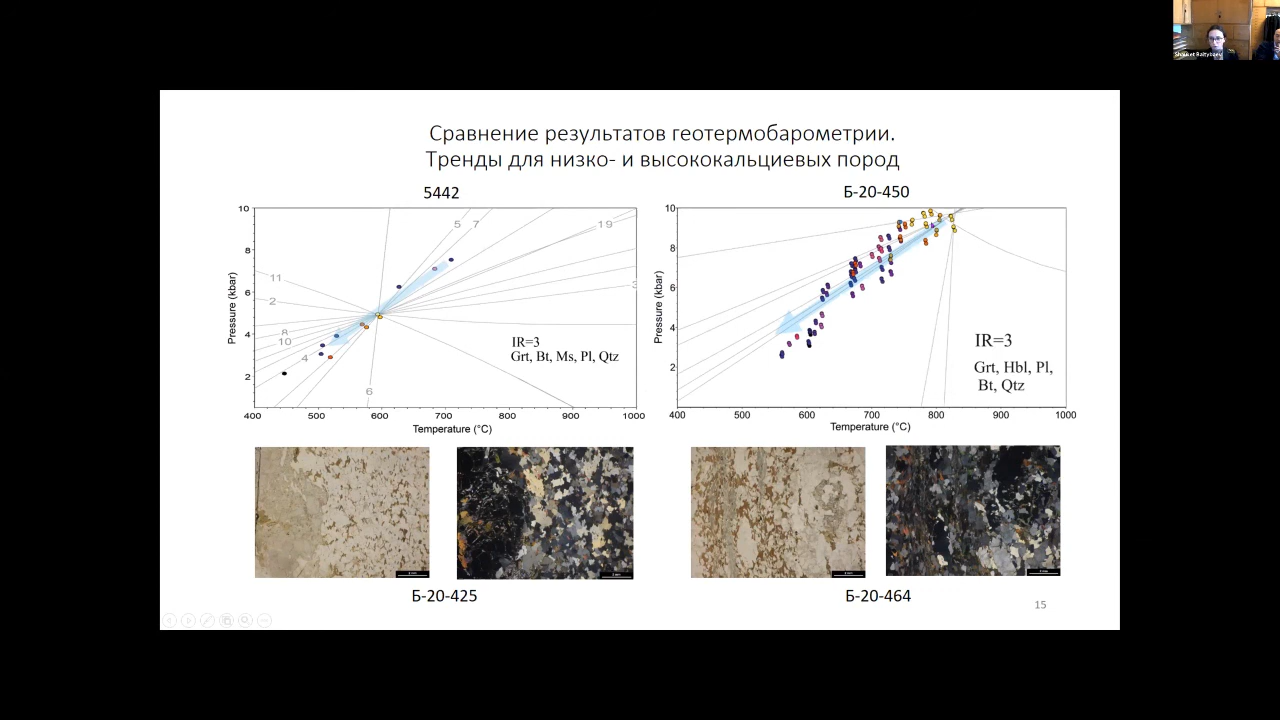 Shauket Baltybaev
Сравнение результатов геотермобарометрии.
Тренды для низко- и высококальциевых пород
5442
10
8
6
4
2
Pressure (kbar)
11
2
8
10
4
5
7
19
3
6
IR=3
Grt, Bt, Ms, Pl, Qtz
400 500 600 700 800 900 1000
Temperature (°C)
Б-20-450
10
8
6
4
2
Pressure (kbar)
IR=3
Grt, Hbl, Pl,
Bt, Qtz
400 500 600 700 800 900 1000
Temperature (°C)
Б-20-425
Б-20-464
15